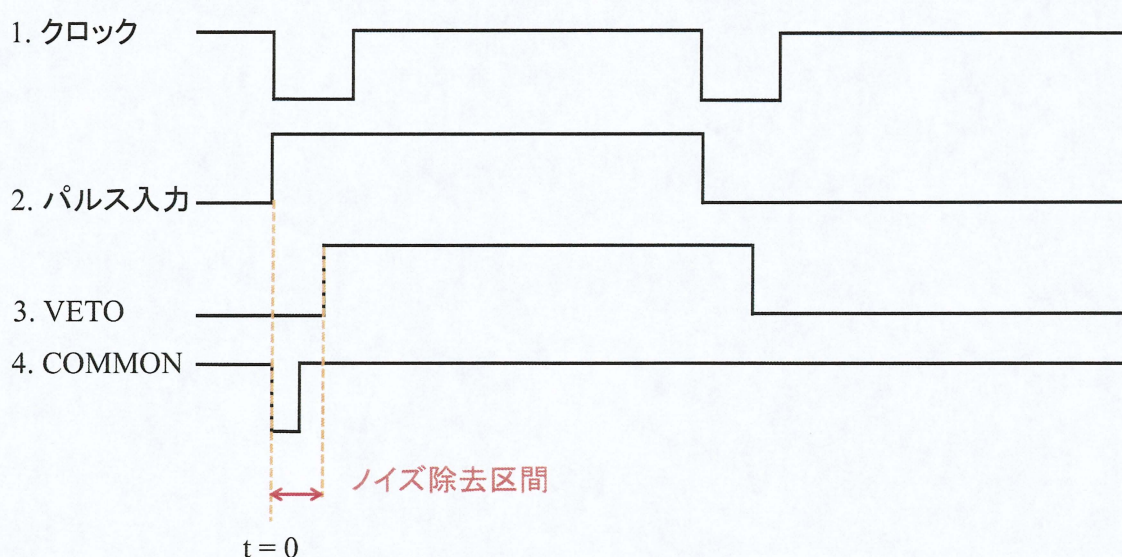 1. クロック
2. パルス入力
3. VETO
4. COMMON
ノイズ除去区間
t = 0